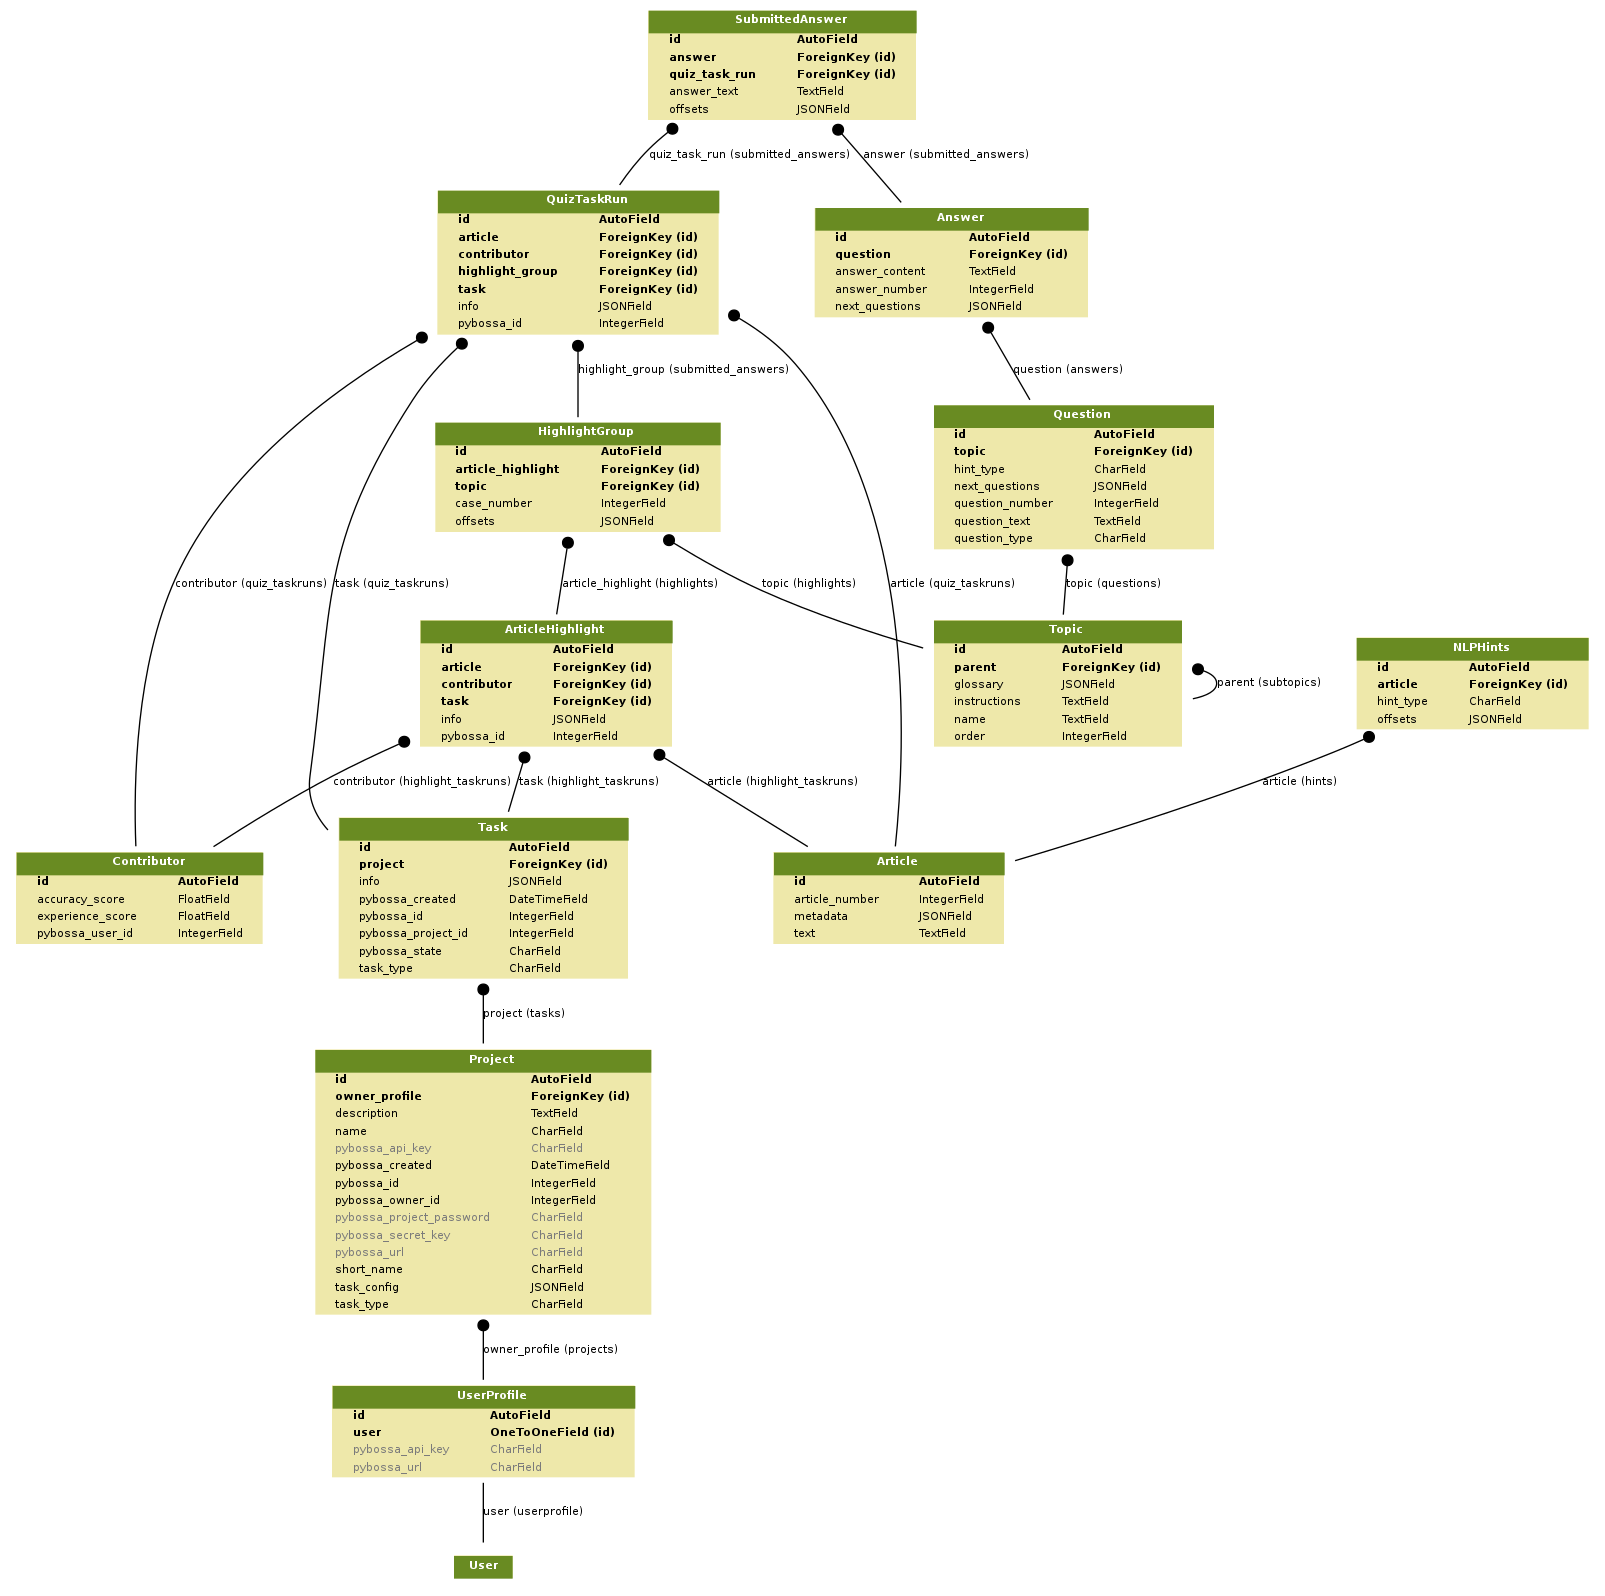 SubmittedAnswer
id AutoField
answer ForeignKey (id)
quiz_task_run ForeignKey (id)
answer_text TextField
offsets JSONField
quiz_task_run (submitted_answers)
answer (submitted_answers)
QuizTaskRun
id AutoField
article ForeignKey (id)
contributor ForeignKey (id)
highlight_group ForeignKey (id)
task ForeignKey (id)
info JSONField
pybossa_id IntegerField
Answer
id AutoField
question ForeignKey (id)
answer_content TextField
answer_number IntegerField
next_questions JSONField
highlight_group (submitted_answers)
question (answers)
HighlightGroup
id AutoField
article_highlight ForeignKey (id)
topic ForeignKey (id)
case_number IntegerField
offsets JSONField
Question
id AutoField
topic ForeignKey (id)
hint_type CharField
next_questions JSONField
question_number IntegerField
question_text TextField
question_type CharField
contributor (quiz_taskruns)
task (quiz_taskruns)
article_highlight (highlights)
topic (highlights)
article (quiz_taskruns)
topic (questions)
ArticleHighlight
id AutoField
article ForeignKey (id)
contributor ForeignKey (id)
task ForeignKey (id)
info JSONField
pybossa_id IntegerField
Topic
id AutoField
parent ForeignKey (id)
glossary JSONField
instructions TextField
name TextField
order IntegerField
parent (subtopics)
NLPHints
id AutoField
article ForeignKey (id)
hint_type CharField
offsets JSONField
contributor (highlight_taskruns)
task (highlight_taskruns)
article (highlight_taskruns)
article (hints)
Contributor
id AutoField
accuracy_score FloatField
experience_score FloatField
pybossa_user_id IntegerField
Task
id AutoField
project ForeignKey (id)
info JSONField
pybossa_created DateTimeField
pybossa_id IntegerField
pybossa_project_id IntegerField
pybossa_state CharField
task_type CharField
Article
id AutoField
article_number IntegerField
metadata JSONField
text TextField
project (tasks)
Project
id AutoField
owner_profile ForeignKey (id)
description TextField
name CharField
pybossa_api_key CharField
pybossa_created DateTimeField
pybossa_id IntegerField
pybossa_owner_id IntegerField
pybossa_project_password CharField
pybossa_secret_key CharField
pybossa_url CharField
short_name CharField
task_config JSONField
task_type CharField
owner_profile (projects)
UserProfile
id AutoField
user OneToOneField (id)
pybossa_api_key CharField
pybossa_url CharField
user (userprofile)
User